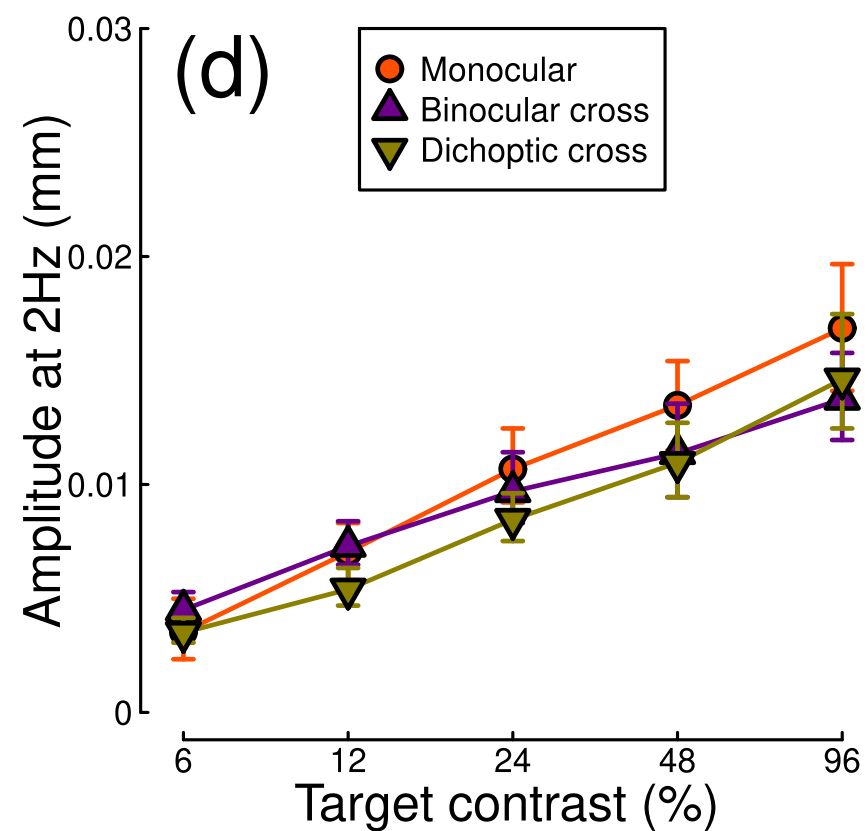 (d)
Monocular
Binocular cross
Dichoptic cross
Amplitude at 2Hz (mm)
0.03
0.02
0.01
0
6 12 24 48 96
Target contrast (%)